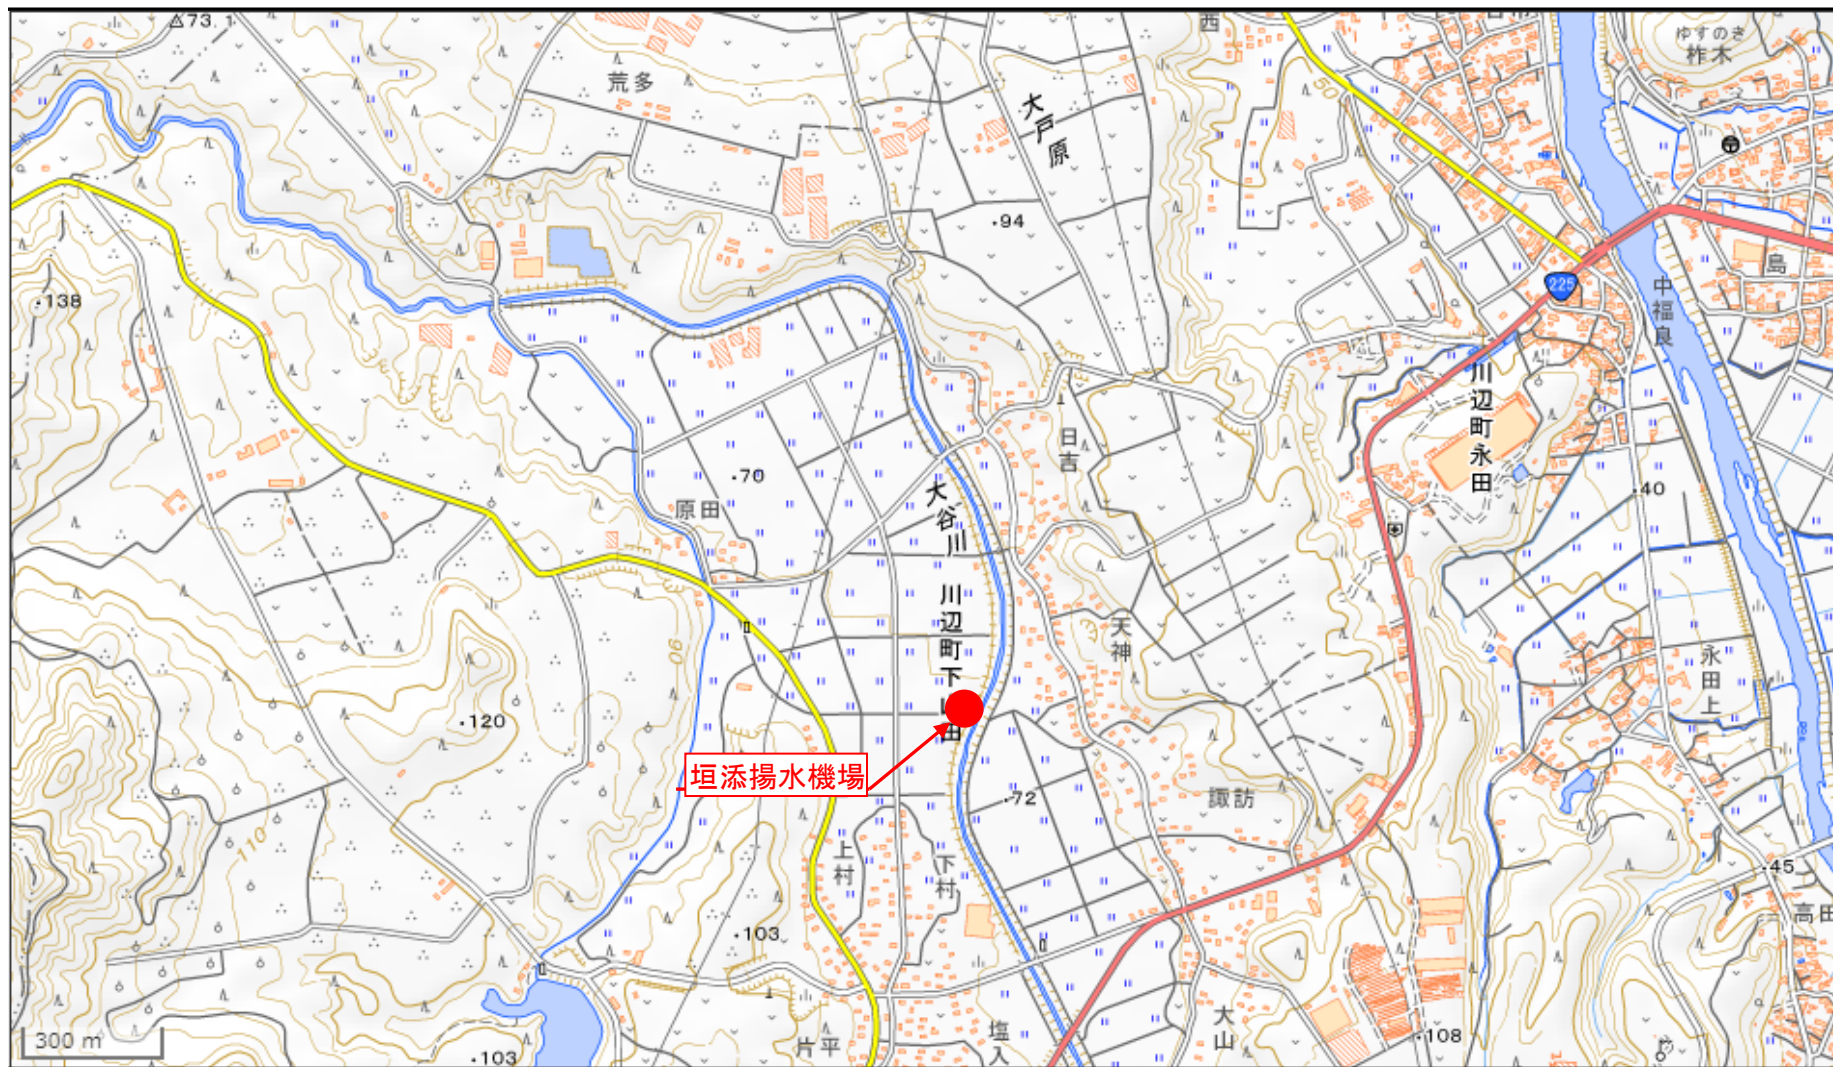 73.1
西
ゆすのき
柞木
荒多
大戸原
50
94
島
225
中福良
138
川辺町永田
日吉
70
大谷川
40
原田
川辺町下山田
天神
90
永田上
120
垣添揚水機場
72
諏訪
110
上村
下村
45
高田
103
塩入
大山
片平
108
103
300 m